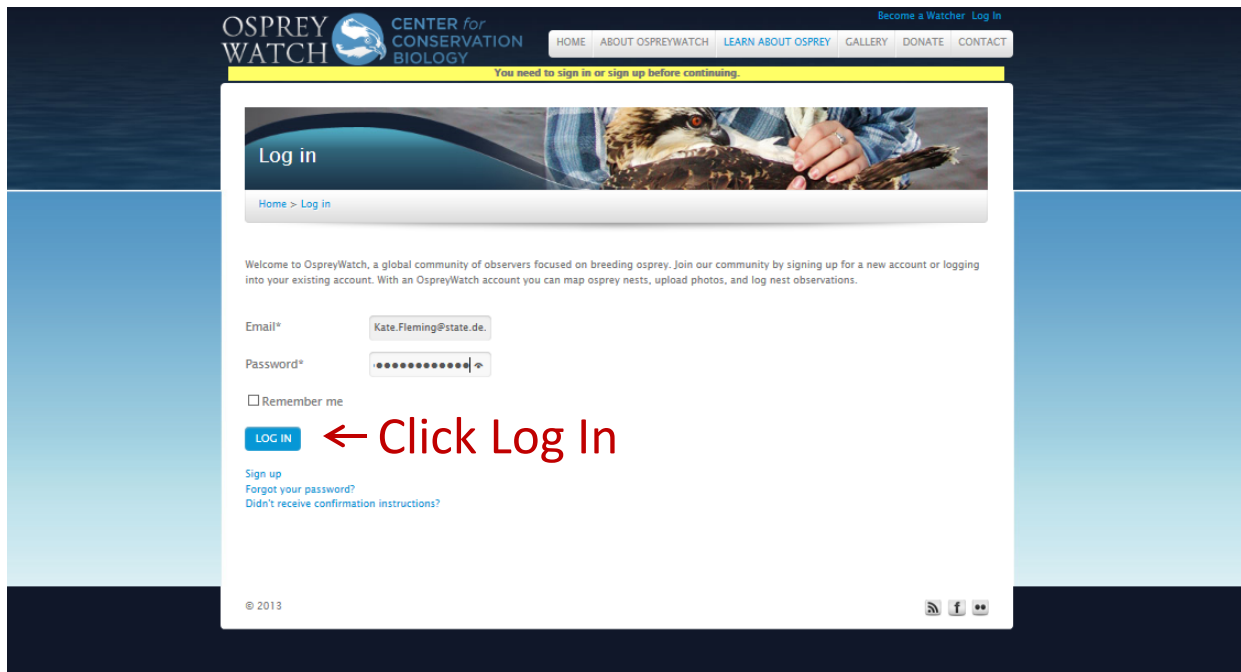 Become a Watcher Log In
OSPREY WATCH
CENTER for CONSERVATION BIOLOGY
HOME ABOUT OSPREYWATCH LEARN ABOUT OSPREY GALLERY DONATE CONTACT
You need to sign in or sign up before continuing.
Log in
Home > Log in
Welcome to OspreyWatch, a global community of observers focused on breeding osprey. Join our community by signing up for a new account or logging
into your existing account. With an OspreyWatch account you can map osprey nests, upload photos, and log nest observations.
Email* Kate.Fleming@state.de.
Password*
Remember me
LOG IN ← Click Log In
Sign up
Forgot your password?
Didn't receive confirmation instructions?
© 2013